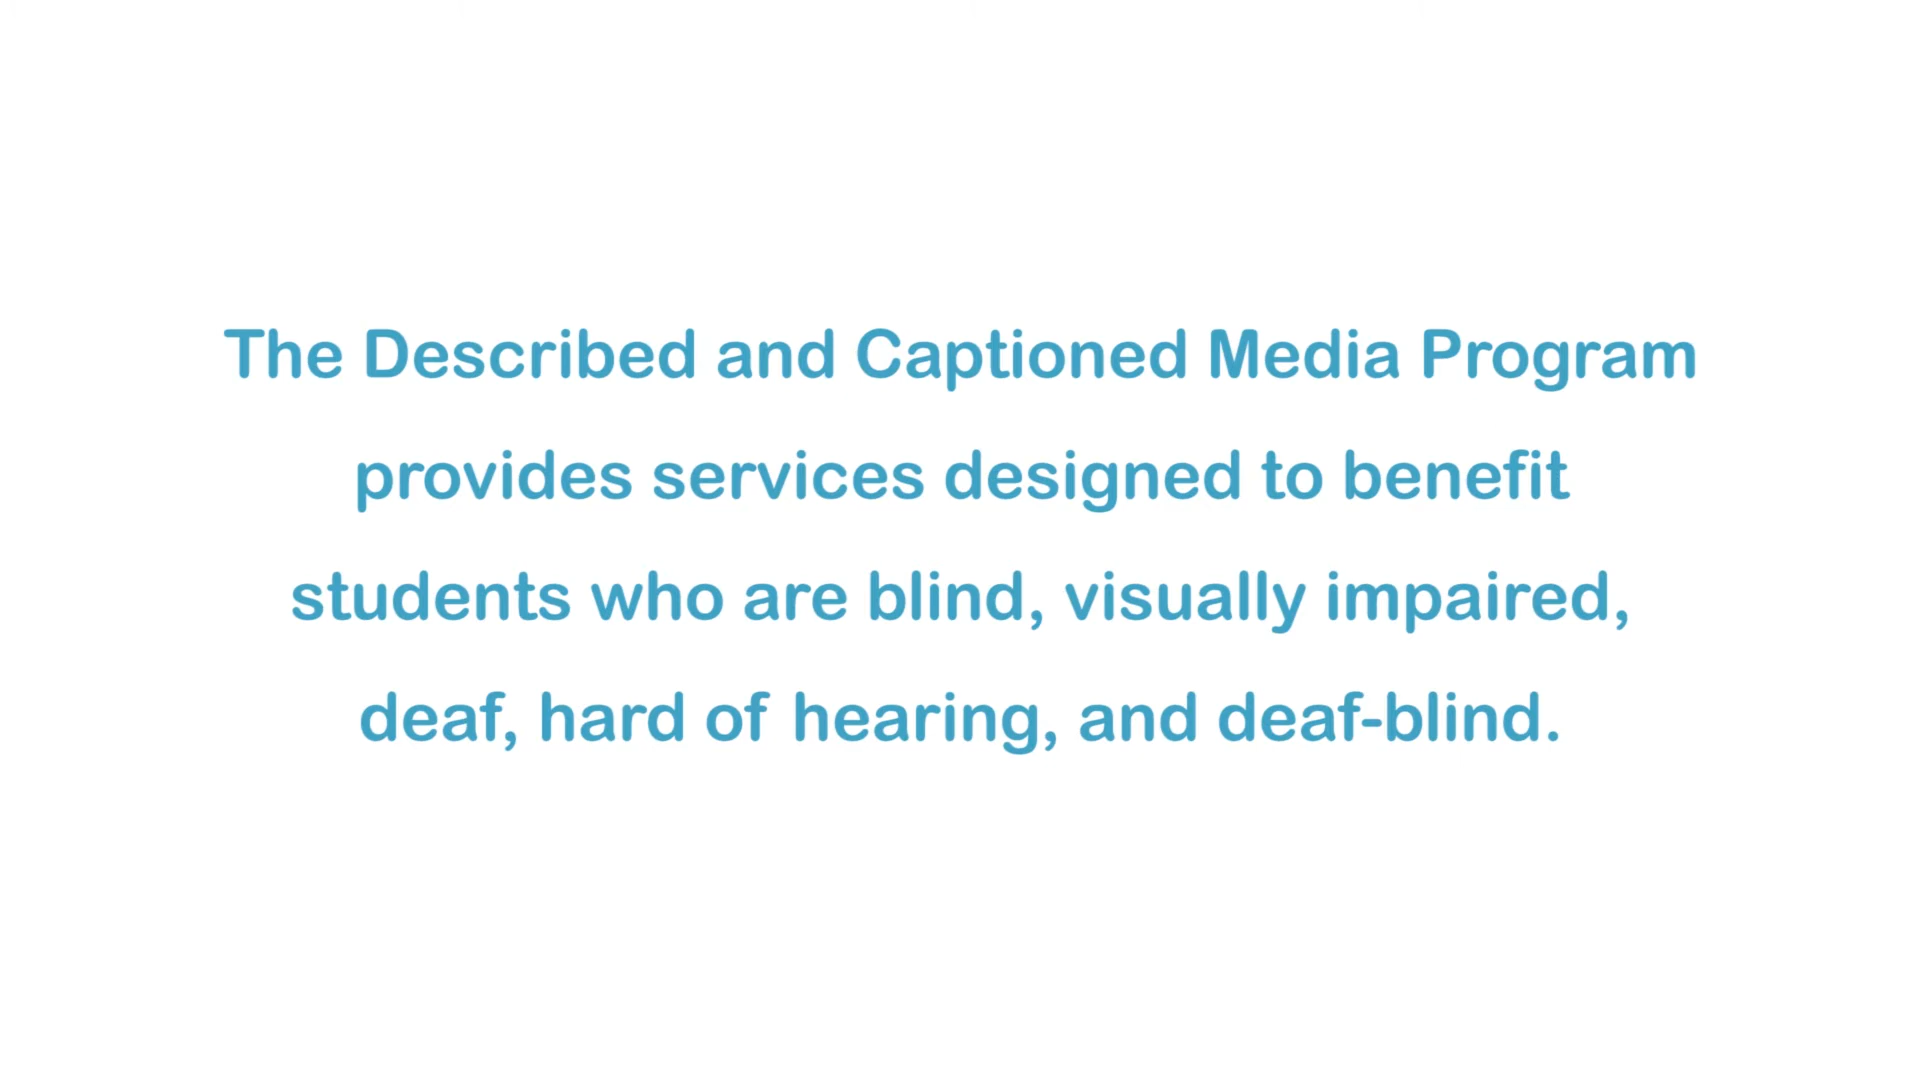 The Described and Captioned Media Program
provides services designed to benefit
students who are blind, visually impaired,
deaf, hard of hearing, and deaf-blind.